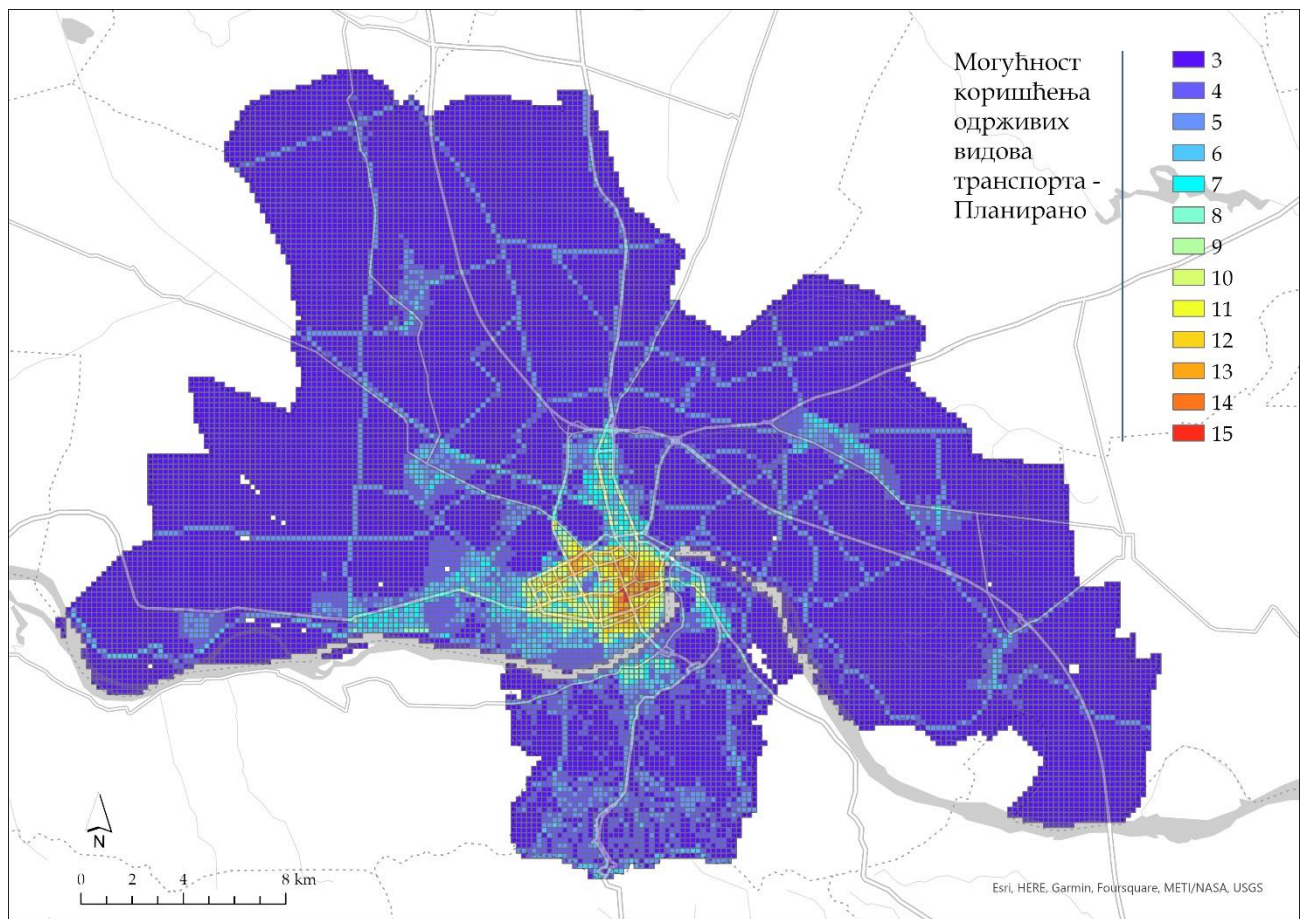 Могућност
коришћења
одрживих
видова
транспорта -
Планирано
3
4
5
6
7
8
9
10
11
12
13
14
15
N
0 2 4 8 km
Esri, HERE, Garmin, Foursquare, METI/NASA, USGS